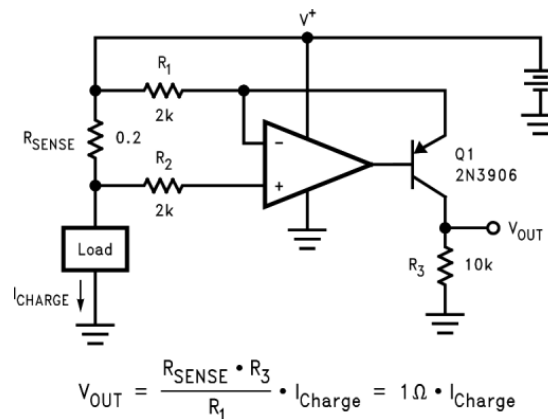 V+
R1
2k
RSENSE 0.2
R2
2k
-
+
Q1
2N3906
Load
ICHARGE
VOUT
R3 10k
VOUT = RSENSE • R3 / R1 • ICharge = 1Ω • ICharge